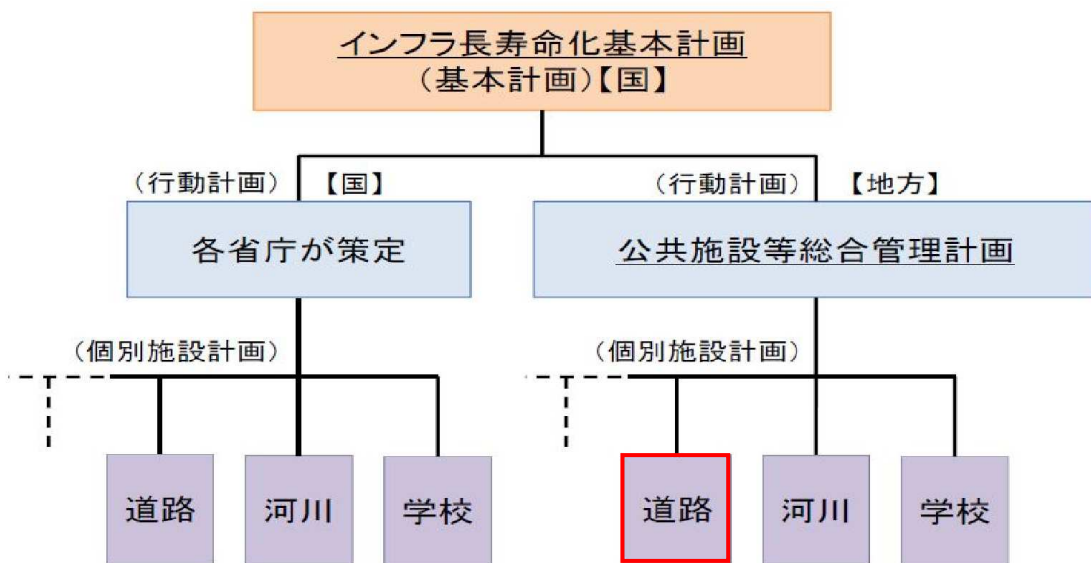 インフラ長寿命化基本計画
(基本計画)【国】
(行動計画) 【国】
(行動計画) 【地方】
各省庁が策定
公共施設等総合管理計画
(個別施設計画)
(個別施設計画)
道路
河川
学校
道路
河川
学校